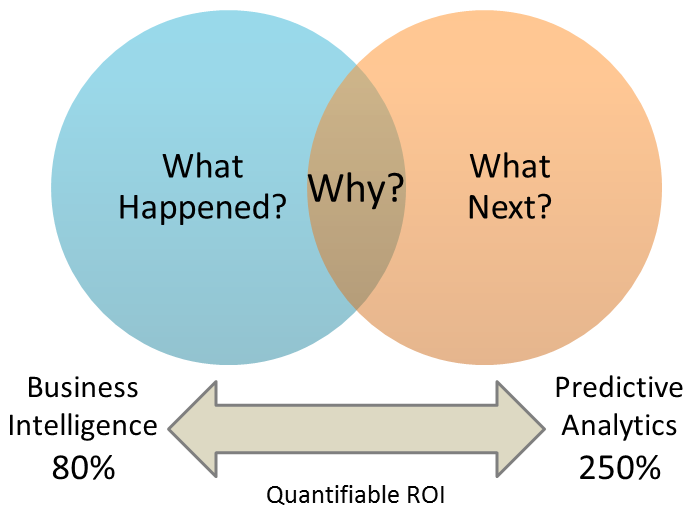 What
Happened?
Why?
What
Next?
Business
Intelligence
80%
Predictive
Analytics
250%
Quantifiable ROI